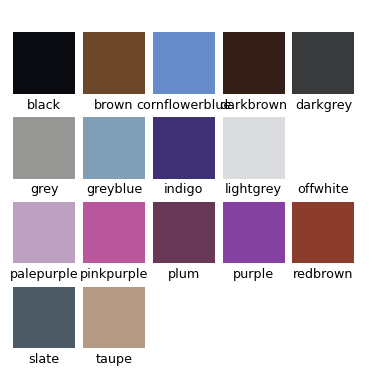 black brown cornflowerblue darkbrown darkgrey
grey greyblue indigo lightgrey offwhite
palepurple pinkpurple plum purple redbrown
slate taupe